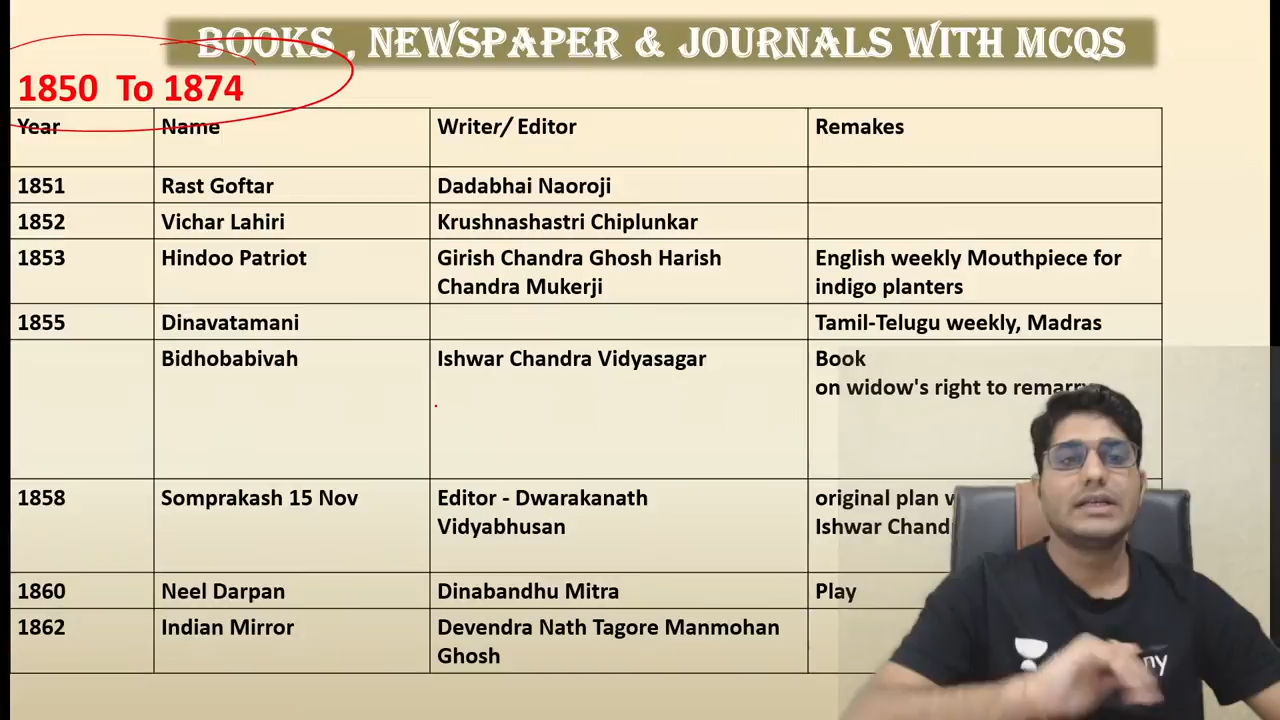 BOOKS , NEWSPAPER & JOURNALS WITH MCQS
1850 To 1874
Year Name Writer/ Editor Remakes
1851 Rast Goftar Dadabhai Naoroji
1852 Vichar Lahiri Krushnashastri Chiplunkar
1853 Hindoo Patriot Girish Chandra Ghosh Harish English weekly Mouthpiece for
Chandra Mukerji indigo planters
1855 Dinavatamani Tamil-Telugu weekly, Madras
Bidhobabivah Ishwar Chandra Vidyasagar Book
on widow's right to remarry
1858 Somprakash 15 Nov Editor - Dwarakanath original plan
Vidyabhusan Ishwar
1860 Neel Darpan Dinabandhu Mitra Play
1862 Indian Mirror Devendra Nath Tagore Manmohan
Ghosh